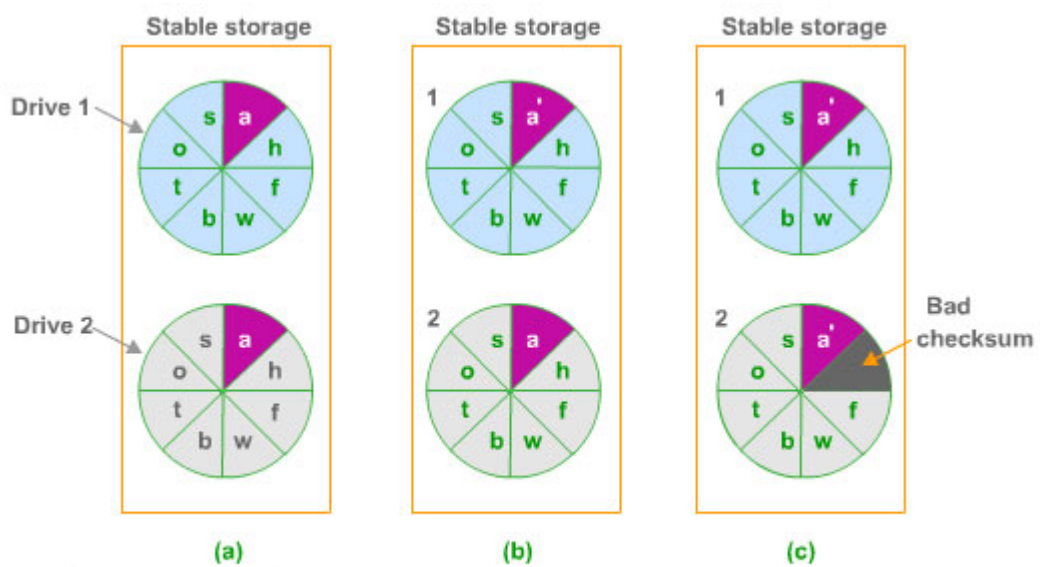 Stable storage
Stable storage
Stable storage
Drive 1
s a
o h
t f
b w
1
s a'
o h
t f
b w
1
s a'
o h
t f
b w
Drive 2
s a
o h
t f
b w
2
s a
o h
t f
b w
2
s a'
o
t f
b w
Bad
checksum
(a)
(b)
(c)